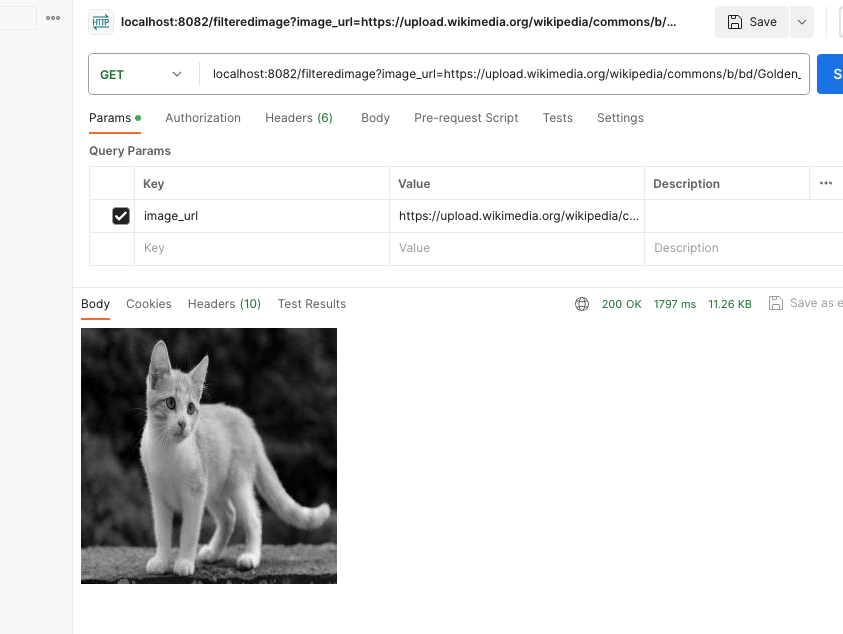 •••
HTTP localhost:8082/filteredimage?image_url=https://upload.wikimedia.org/wikipedia/commons/b/... Save
GET localhost:8082/filteredimage?image_url=https://upload.wikimedia.org/wikipedia/commons/b/bd/Golden_ S
Params Authorization Headers (6) Body Pre-request Script Tests Settings
Query Params
Key Value Description •••
image_url https://upload.wikimedia.org/wikipedia/c...
Key Value Description
Body Cookies Headers (10) Test Results 200 OK 1797 ms 11.26 KB Save as e